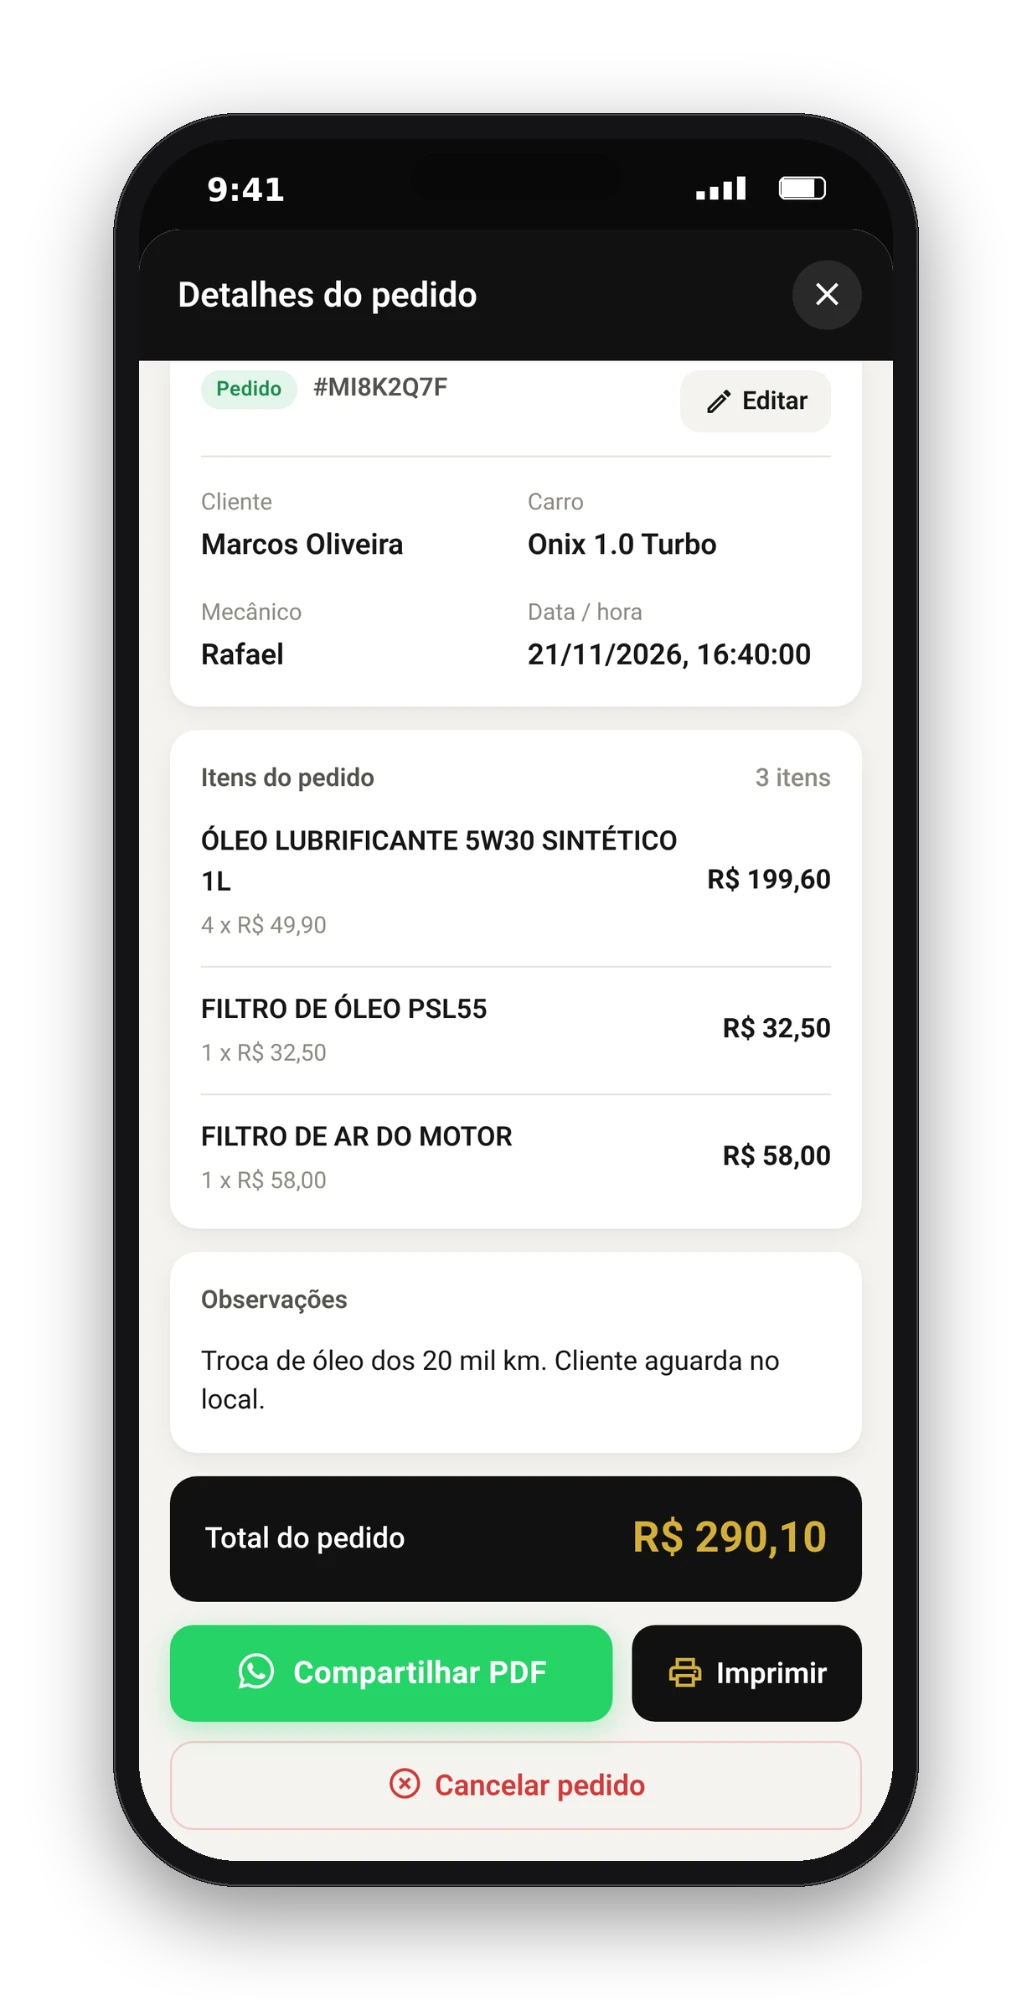 9:41
Detalhes do pedido
Pedido #MI8K2Q7F
Editar
Cliente
Carro
Marcos Oliveira
Onix 1.0 Turbo
Mecânico
Data / hora
Rafael
21/11/2026, 16:40:00
Itens do pedido
3 itens
ÓLEO LUBRIFICANTE 5W30 SINTÉTICO
1L
R$ 199,60
4 x R$ 49,90
FILTRO DE ÓLEO PSL55
R$ 32,50
1 x R$ 32,50
FILTRO DE AR DO MOTOR
R$ 58,00
1 x R$ 58,00
Observações
Troca de óleo dos 20 mil km. Cliente aguarda no
local.
Total do pedido
R$ 290,10
Compartilhar PDF
Imprimir
Cancelar pedido